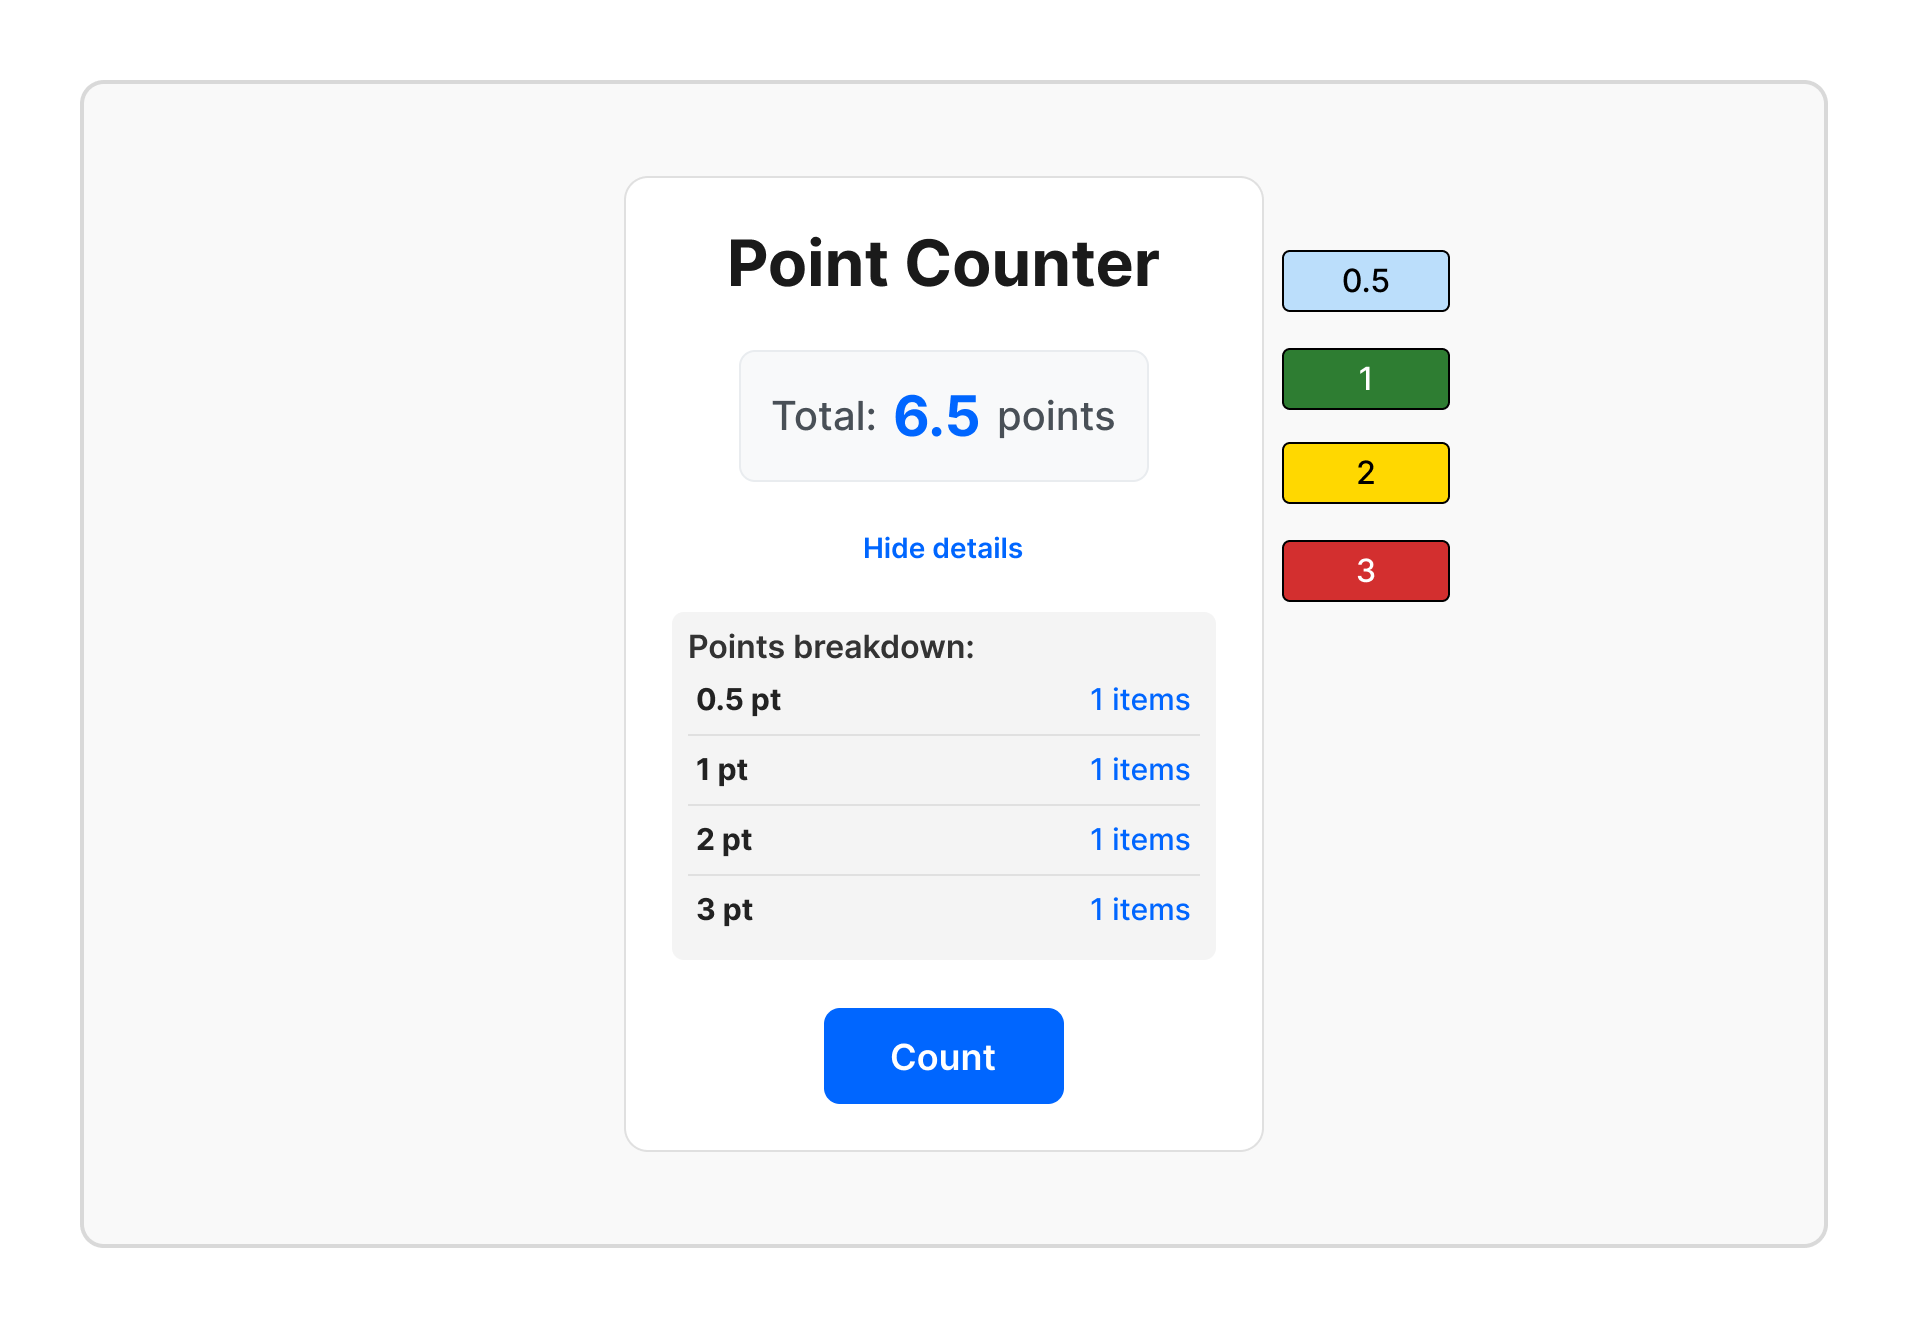 Point Counter
Total: 6.5 points
Hide details
Points breakdown:
0.5 pt 1 items
1 pt 1 items
2 pt 1 items
3 pt 1 items
Count
0.5
1
2
3